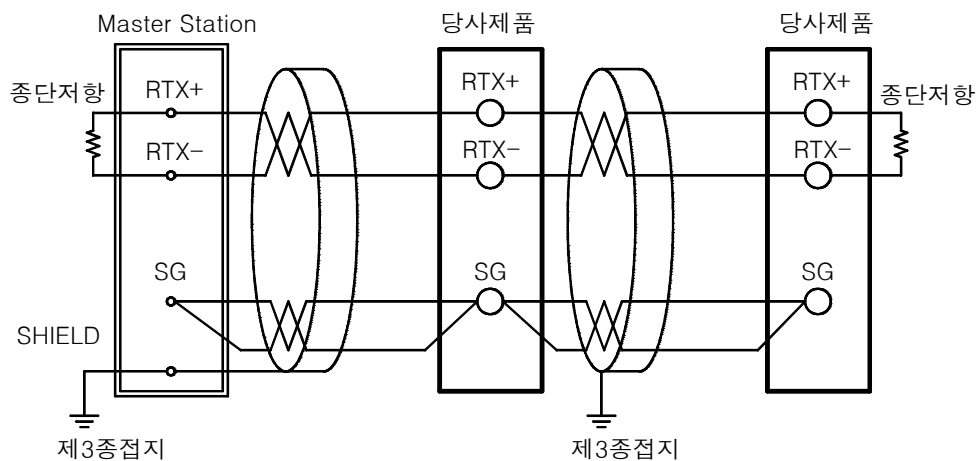 Master Station
당사제품
당사제품
종단저항
RTX+
RTX+
RTX+
종단저항
RTX-
RTX-
RTX-
SG
SG
SG
SHIELD
제3종접지
제3종접지